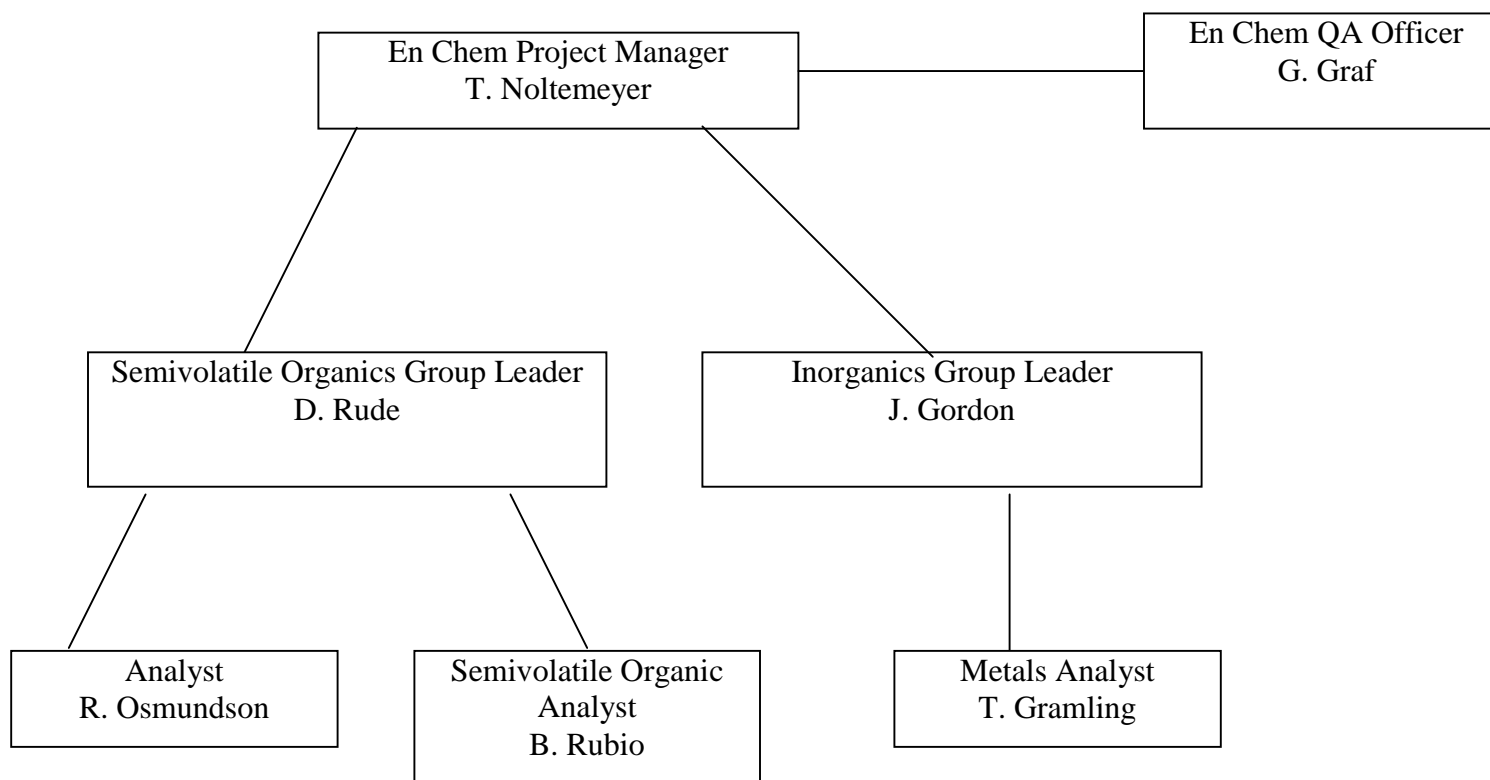 En Chem Project Manager
T. Noltemeyer
En Chem QA Officer
G. Graf
Semivolatile Organics Group Leader
D. Rude
Inorganics Group Leader
J. Gordon
Analyst
R. Osmundson
Semivolatile Organic
Analyst
B. Rubio
Metals Analyst
T. Gramling